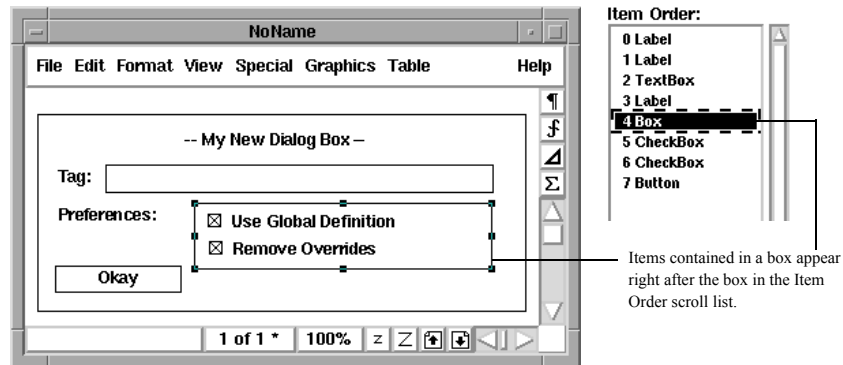 NoName
File Edit Format View Special Graphics Table Help
¶
∮
-- My New Dialog Box --
Tag:
Σ
Preferences:
Use Global Definition
Remove Overrides
Okay
1 of 1 * 100% z Z
Item Order:
0 Label
1 Label
2 TextBox
3 Label
4 Box
5 CheckBox
6 CheckBox
7 Button
Items contained in a box appear
right after the box in the Item
Order scroll list.